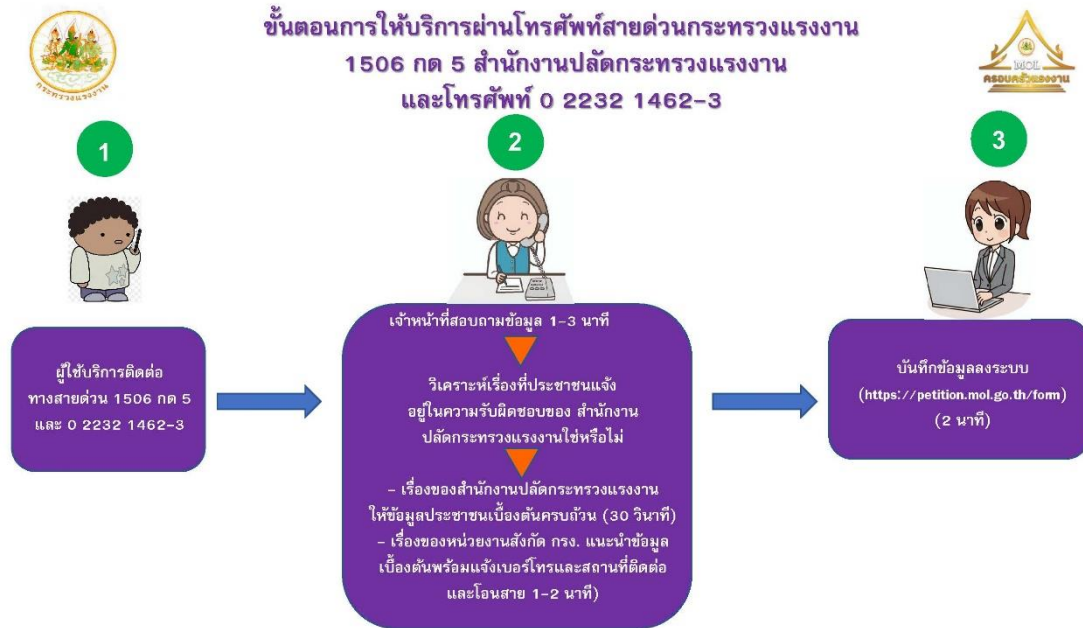 ขั้นตอนการให้บริการผ่านโทรศัพท์สายด่วนกระทรวงแรงงาน
1506 กด 5 สำนักงานปลัดกระทรวงแรงงาน
และโทรศัพท์ 0 2232 1462-3
กระทรวงแรงงาน
MOL
ครอบครัวแรงงาน
1
ผู้ใช้บริการติดต่อ
ทางสายด่วน 1506 กด 5
และ 0 2232 1462-3
2
เจ้าหน้าที่สอบถามข้อมูล 1-3 นาที
วิเคราะห์เรื่องที่ประชาชนแจ้ง
อยู่ในความรับผิดชอบของ สำนักงาน
ปลัดกระทรวงแรงงานใช่หรือไม่
- เรื่องของสำนักงานปลัดกระทรวงแรงงาน
ให้ข้อมูลประชาชนเบื้องต้นครบถ้วน (30 วินาที)
- เรื่องของหน่วยงานสังกัด กรง. แนะนำข้อมูล
เบื้องต้นพร้อมแจ้งเบอร์โทรและสถานที่ติดต่อ
และโอนสาย 1-2 นาที)
3
บันทึกข้อมูลลงระบบ
(https://petition.mol.go.th/form)
(2 นาที)